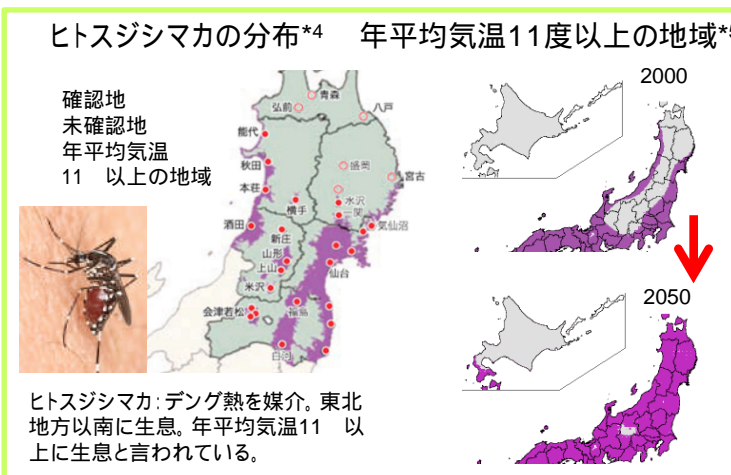 ヒトスジシマカの分布*4　年平均気温11度以上の地域*5
確認地
未確認地
年平均気温
11　以上の地域
青森
弘前
八戸
能代
秋田
盛岡
宮古
本荘
水沢
一関
横手
気仙沼
酒田
新庄
山形
上山
仙台
米沢
会津若松
福島
白河
2000
2050
ヒトスジシマカ：デング熱を媒介。東北
地方以南に生息。年平均気温11　以
上に生息と言われている。